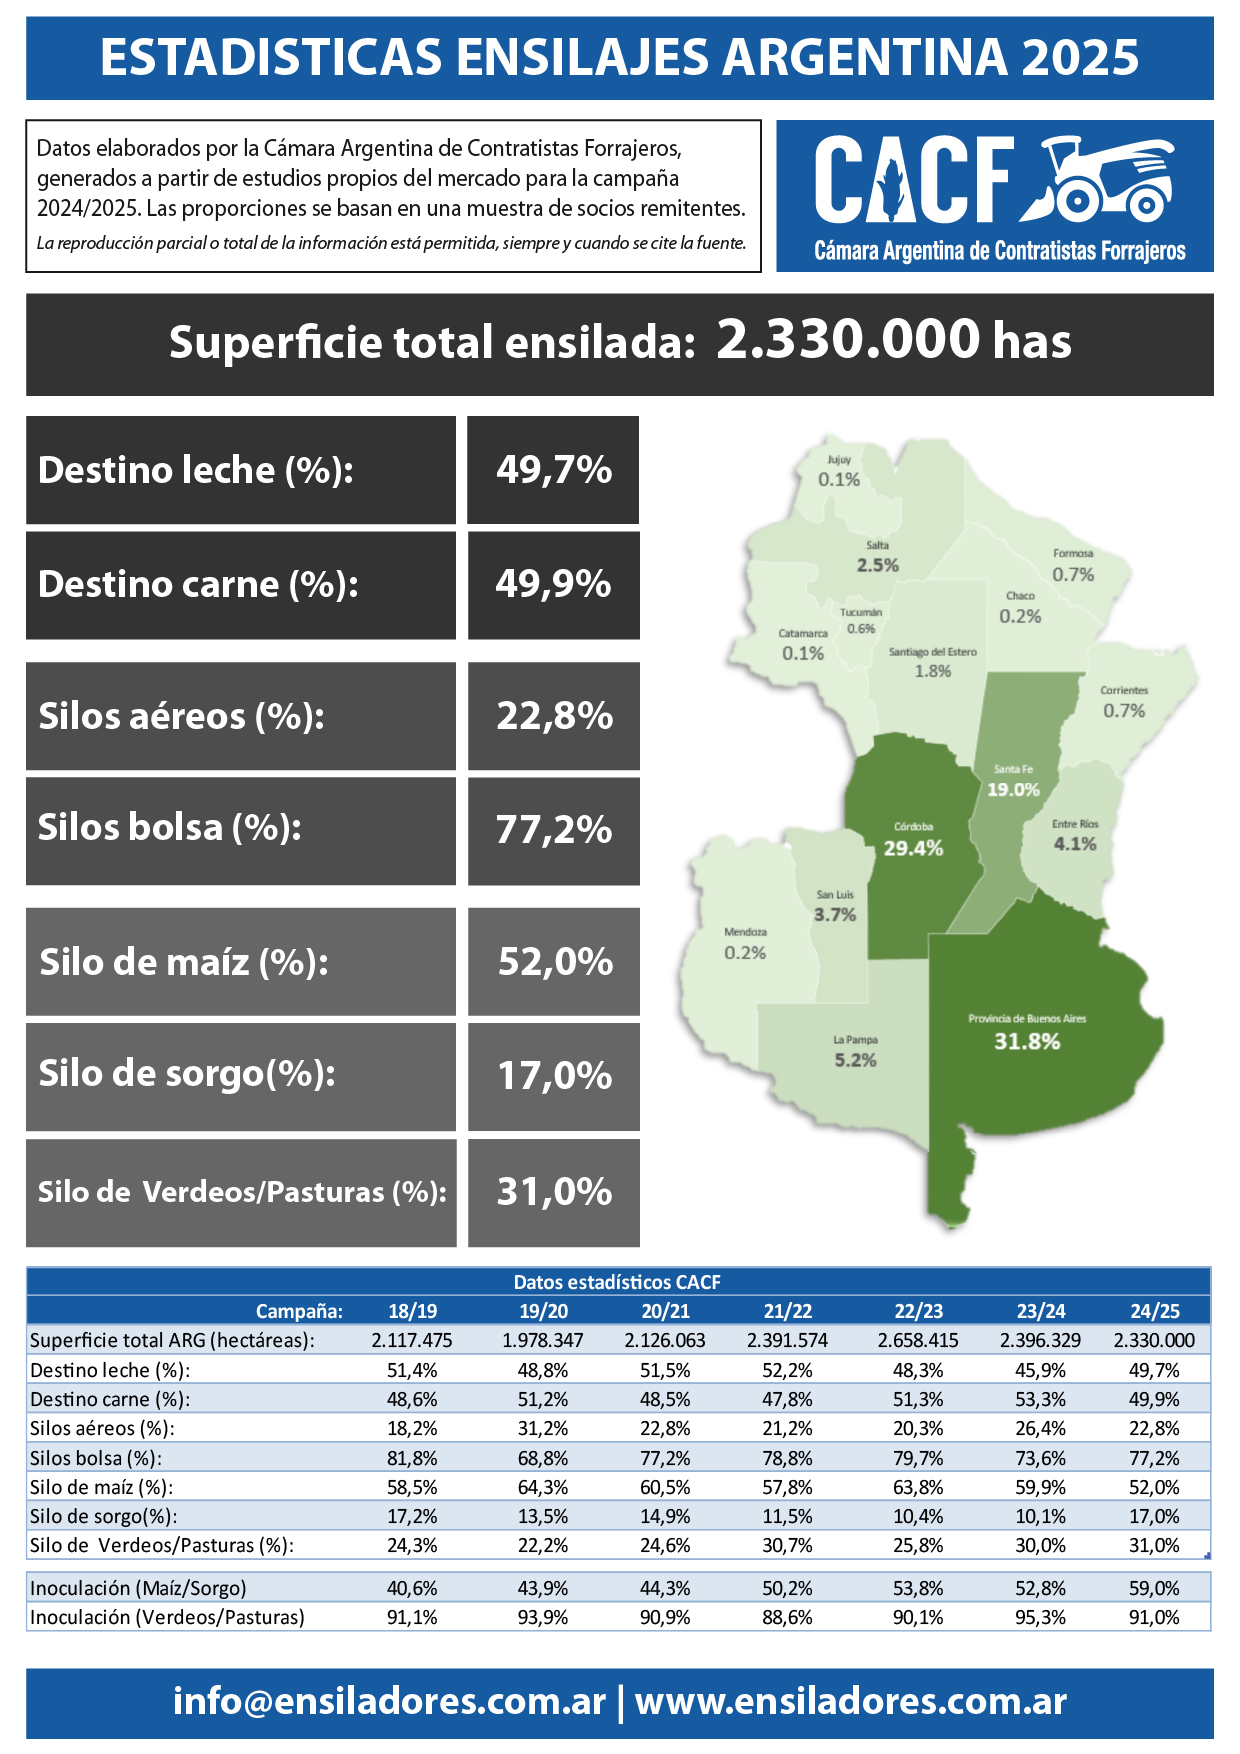 ESTADISTICAS ENSILAJES ARGENTINA 2025
Datos elaborados por la Cámara Argentina de Contratistas Forrajeros,
generados a partir de estudios propios del mercado para la campaña
2024/2025. Las proporciones se basan en una muestra de socios remitentes.
La reproducción parcial o total de la información está permitida, siempre y cuando se cite la fuente.
CACF
Cámara Argentina de Contratistas Forrajeros
Superficie total ensilada: 2.330.000 has
Destino leche (%): 49,7%
Destino carne (%): 49,9%
Silos aéreos (%): 22,8%
Silos bolsa (%): 77,2%
Silo de maíz (%): 52,0%
Silo de sorgo(%): 17,0%
Silo de Verdeos/Pasturas (%): 31,0%
Jujuy
0.1%
Salta
2.5%
Formosa
0.7%
Chaco
0.2%
Tucumán
0.6%
Catamarca
0.1%
Santiago del Estero
1.8%
Corrientes
0.7%
Santa Fe
19.0%
Córdoba
29.4%
Entre Ríos
4.1%
San Luis
3.7%
Mendoza
0.2%
Provincia de Buenos Aires
31.8%
La Pampa
5.2%
Datos estadísticos CACF
Campaña: 18/19 19/20 20/21 21/22 22/23 23/24 24/25
Superficie total ARG (hectáreas): 2.117.475 1.978.347 2.126.063 2.391.574 2.658.415 2.396.329 2.330.000
Destino leche (%): 51,4% 48,8% 51,5% 52,2% 48,3% 45,9% 49,7%
Destino carne (%): 48,6% 51,2% 48,5% 47,8% 51,3% 53,3% 49,9%
Silos aéreos (%): 18,2% 31,2% 22,8% 21,2% 20,3% 26,4% 22,8%
Silos bolsa (%): 81,8% 68,8% 77,2% 78,8% 79,7% 73,6% 77,2%
Silo de maíz (%): 58,5% 64,3% 60,5% 57,8% 63,8% 59,9% 52,0%
Silo de sorgo(%): 17,2% 13,5% 14,9% 11,5% 10,4% 10,1% 17,0%
Silo de Verdeos/Pasturas (%): 24,3% 22,2% 24,6% 30,7% 25,8% 30,0% 31,0%
Inoculación (Maíz/Sorgo) 40,6% 43,9% 44,3% 50,2% 53,8% 52,8% 59,0%
Inoculación (Verdeos/Pasturas) 91,1% 93,9% 90,9% 88,6% 90,1% 95,3% 91,0%
info@ensiladores.com.ar | www.ensiladores.com.ar